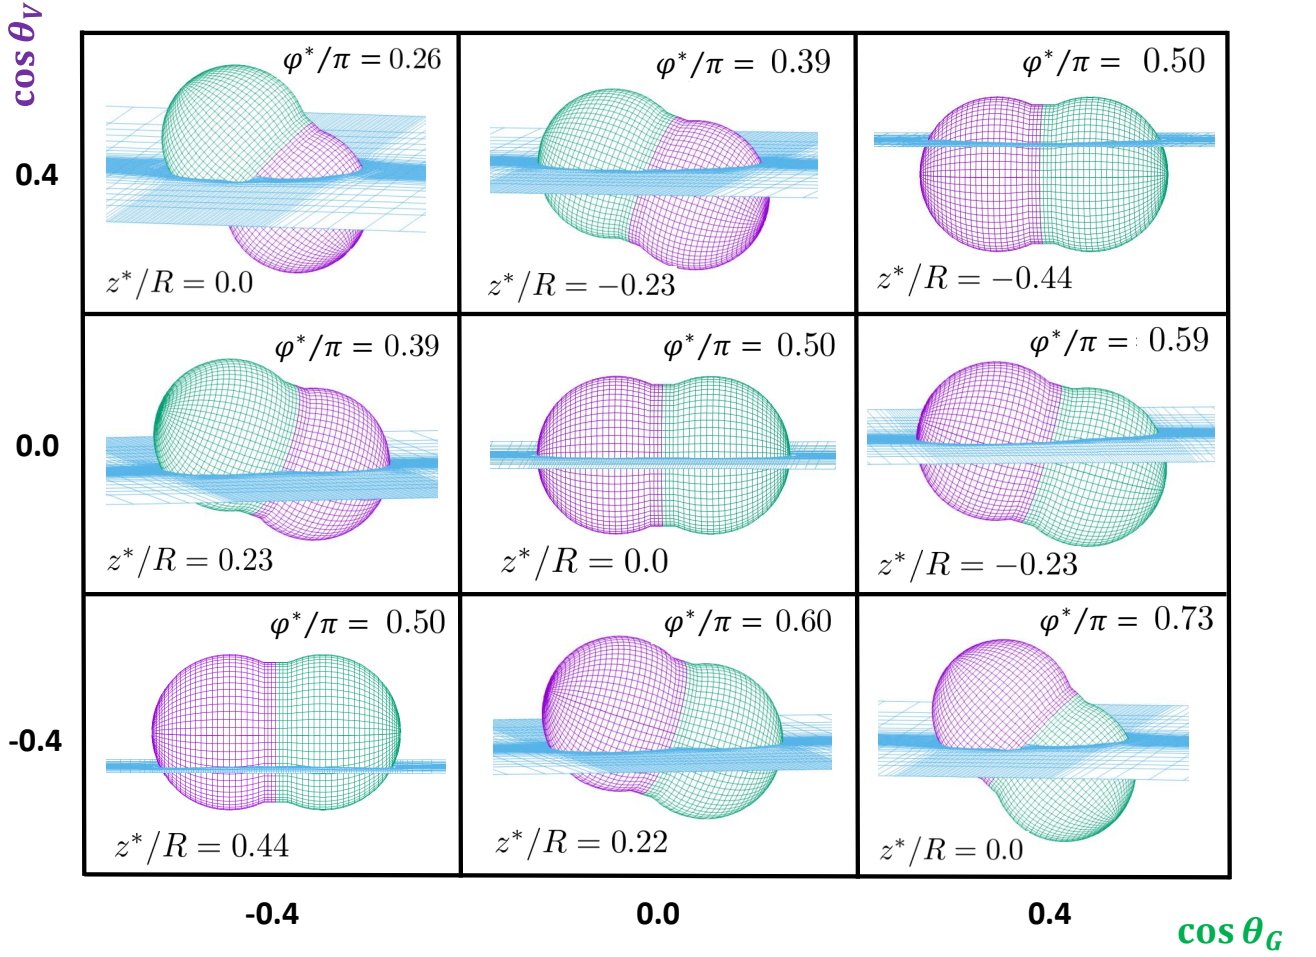 cos θ_V
φ*/π = 0.26
φ*/π = 0.39
φ*/π = 0.50
0.4
z*/R = 0.0
z*/R = −0.23
z*/R = −0.44
φ*/π = 0.39
φ*/π = 0.50
φ*/π = : 0.59
0.0
z*/R = 0.23
z*/R = 0.0
z*/R = −0.23
φ*/π = 0.50
φ*/π = 0.60
φ*/π = 0.73
-0.4
z*/R = 0.44
z*/R = 0.22
z*/R = 0.0
-0.4
0.0
0.4
cos θ_G